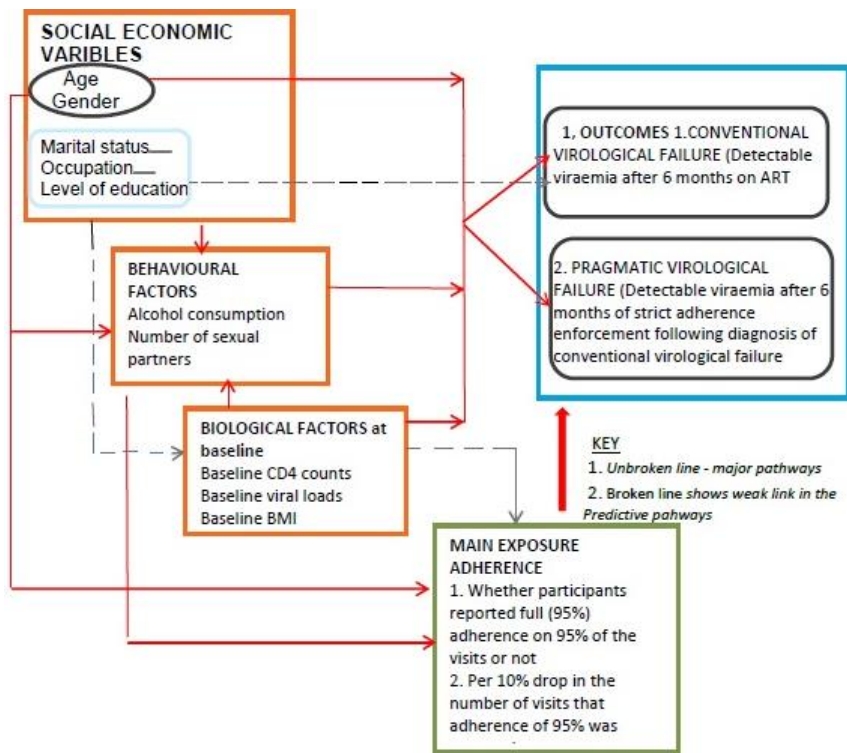 SOCIAL ECONOMIC
VARIBLES
Age
Gender
Marital status
Occupation
Level of education
BEHAVIOURAL
FACTORS
Alcohol consumption
Number of sexual
partners
BIOLOGICAL FACTORS at
baseline
Baseline CD4 counts
Baseline viral loads
Baseline BMI
1, OUTCOMES 1.CONVENTIONAL
VIROLOGICAL FAILURE (Detectable
viraemia after 6 months on ART
2. PRAGMATIC VIROLOGICAL
FAILURE (Detectable viraemia after 6
months of strict adherence
enforcement following diagnosis of
conventional virological failure
KEY
1. Unbroken line - major pathways
2. Broken line shows weak link in the
Predictive pahways
MAIN EXPOSURE
ADHERENCE
1. Whether participants
reported full (95%)
adherence on 95% of the
visits or not
2. Per 10% drop in the
number of visits that
adherence of 95% was